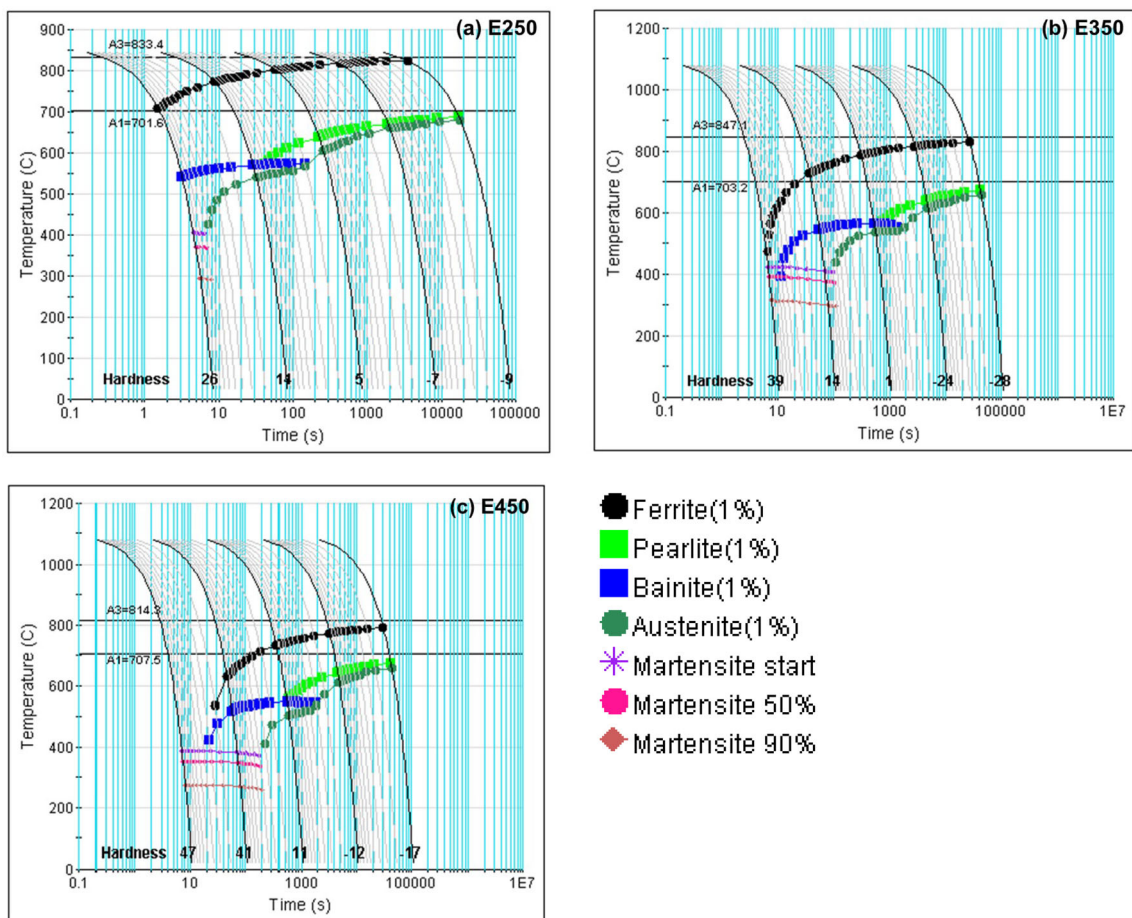 (a) E250
900
800
700
600
500
400
300
200
100
0
Temperature (C)
A3=833.4
A1=701.6
Hardness 26 14 5 -7 -9
0.1 1 10 100 1000 10000 100000
Time (s)
(b) E350
1200
1000
800
600
400
200
0
Temperature (C)
A3=847.1
A1=703.2
Hardness 39 14 1 -24 -28
0.1 10 1000 100000 1E7
Time (s)
(c) E450
1200
1000
800
600
400
200
0
Temperature (C)
A3=814.3
A1=707.5
Hardness 47 41 11 -12 -17
0.1 10 1000 100000 1E7
Time (s)
Ferrite(1%)
Pearlite(1%)
Bainite(1%)
Austenite(1%)
Martensite start
Martensite 50%
Martensite 90%